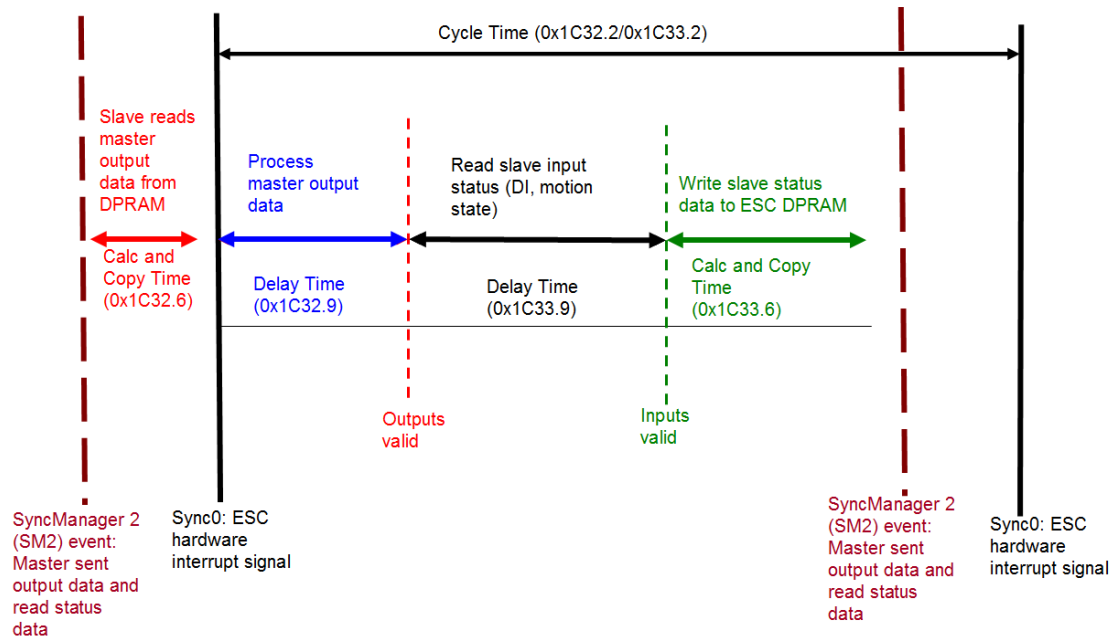 Cycle Time (0x1C32.2/0x1C33.2)
Slave reads
master
output
data from
DPRAM
Calc and
Copy Time
(0x1C32.6)
Process
master output
data
Delay Time
(0x1C32.9)
Read slave input
status (DI, motion
state)
Delay Time
(0x1C33.9)
Write slave status
data to ESC DPRAM
Calc and Copy
Time
(0x1C33.6)
Outputs
valid
Inputs
valid
SyncManager 2
(SM2) event:
Master sent
output data and
read status
data
Sync0: ESC
hardware
interrupt signal
SyncManager 2
(SM2) event:
Master sent
output data and
read status
data
Sync0: ESC
hardware
interrupt signal